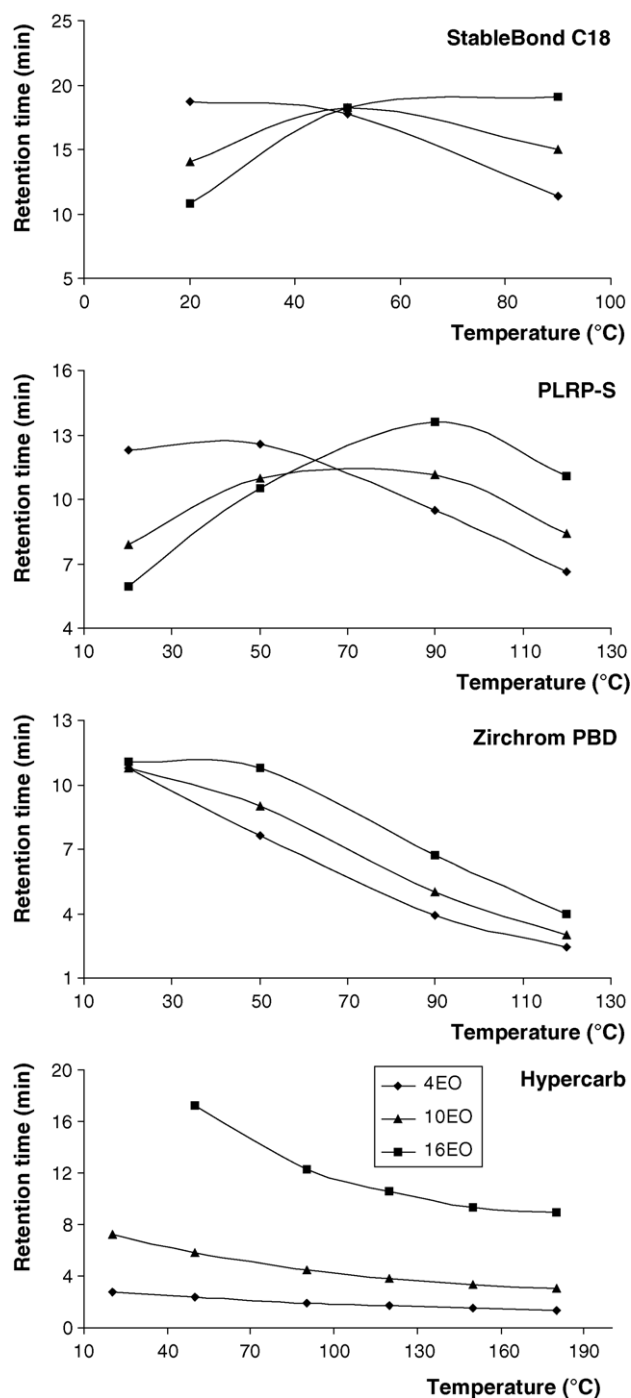 StableBond C18
Retention time (min)
25
20
15
10
5
0 20 40 60 80 100
Temperature (°C)
PLRP-S
Retention time (min)
16
13
10
7
4
10 30 50 70 90 110 130
Temperature (°C)
Zirchrom PBD
Retention time (min)
13
10
7
4
1
10 30 50 70 90 110 130
Temperature (°C)
Hypercarb
Retention time (min)
20
16
12
8
4
0
4EO
10EO
16EO
10 40 70 100 130 160 190
Temperature (°C)